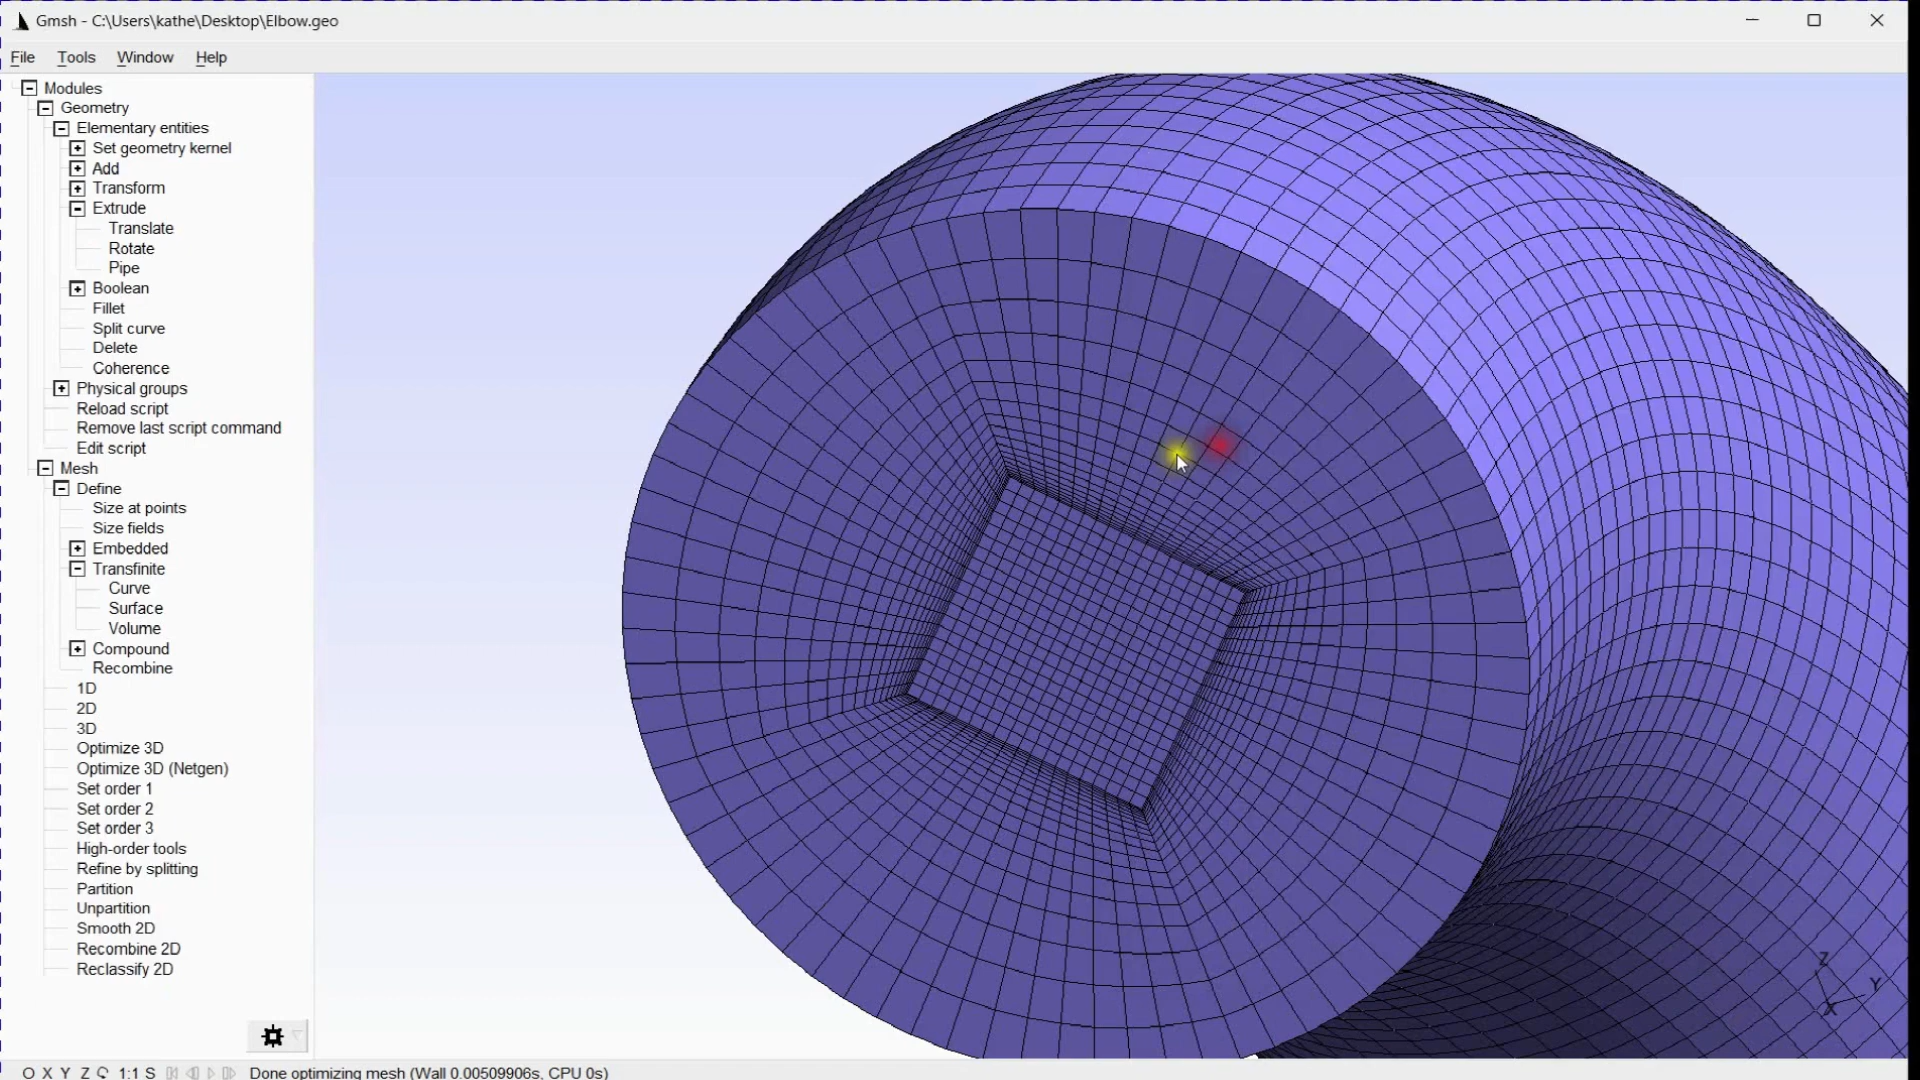 Gmsh - C:\Users\kathe\Desktop\Elbow.geo
File Tools Window Help
Modules
Geometry
Elementary entities
Set geometry kernel
Add
Transform
Extrude
Translate
Rotate
Pipe
Boolean
Fillet
Split curve
Delete
Coherence
Physical groups
Reload script
Remove last script command
Edit script
Mesh
Define
Size at points
Size fields
Embedded
Transfinite
Curve
Surface
Volume
Compound
Recombine
1D
2D
3D
Optimize 3D
Optimize 3D (Netgen)
Set order 1
Set order 2
Set order 3
High-order tools
Refine by splitting
Partition
Unpartition
Smooth 2D
Recombine 2D
Reclassify 2D
Z
Y
X
O X Y Z 1:1 S Done optimizing mesh (Wall 0.00509906s, CPU 0s)